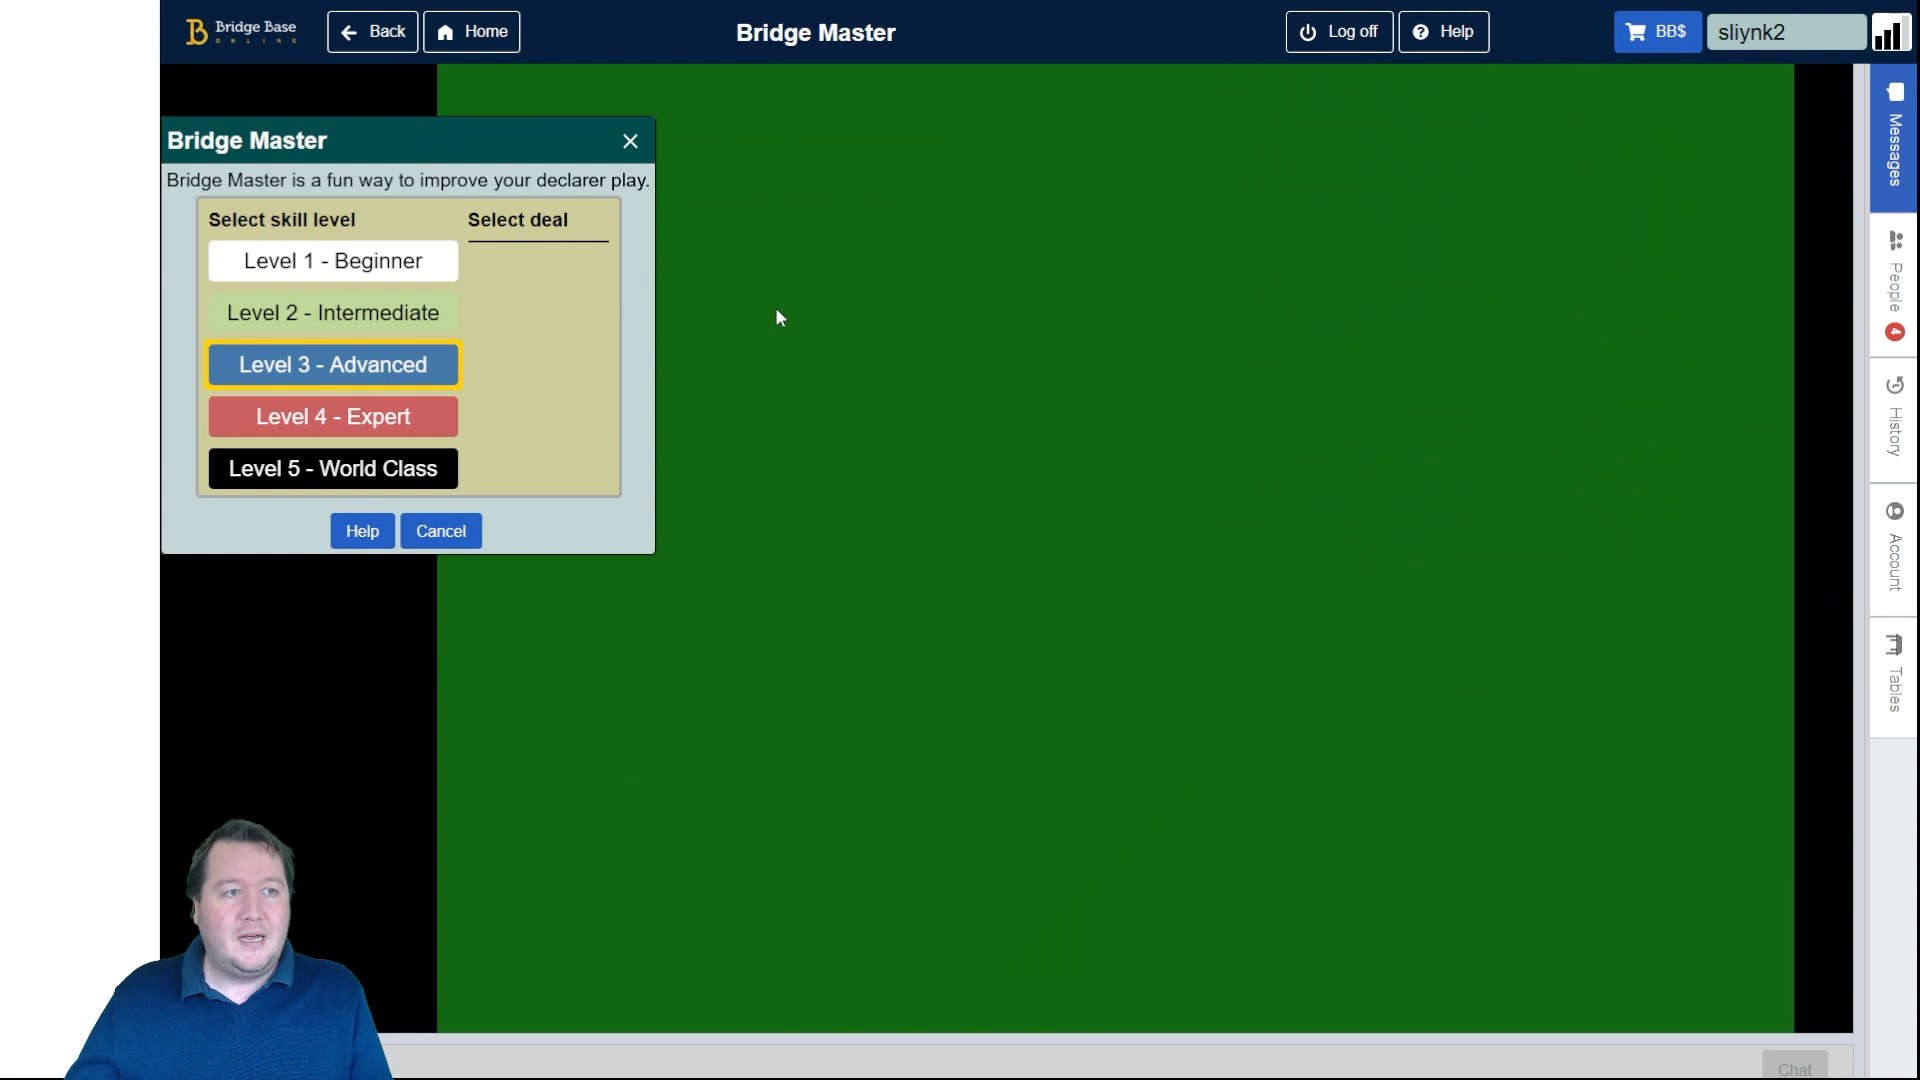 Bridge Base
ONLINE
Back
Home
Bridge Master
Log off
Help
BB$
sliynk2
Bridge Master
Bridge Master is a fun way to improve your declarer play.
Select skill level
Select deal
Level 1 - Beginner
Level 2 - Intermediate
Level 3 - Advanced
Level 4 - Expert
Level 5 - World Class
Help
Cancel
Messages
People
4
History
Account
Tables
Chat